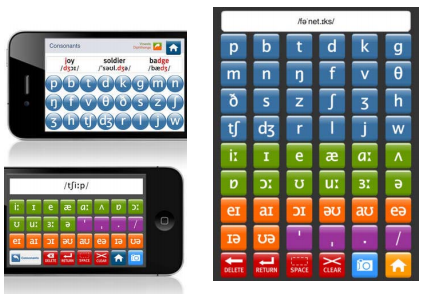 Consonants
joy soldier badge
/dʒɔɪ/ /ˈsəʊl.dʒə/ /bædʒ/
p b t d k g m n
ŋ f v θ ð s z ʃ
ʒ h tʃ dʒ r l j w
/tʃiːp/
iː ɪ e æ ɑː ʌ ɒ ɔː
ʊ uː ɜː ə ˈ ˌ . /
eɪ aɪ ɔɪ əʊ aʊ eə ɪə ʊə
Consonants DELETE RETURN SPACE CLEAR
/fəˈnet.ɪks/
p b t d k g
m n ŋ f v θ
ð s z ʃ ʒ h
tʃ dʒ r l j w
iː ɪ e æ ɑː ʌ
ɒ ɔː ʊ uː ɜː ə
eɪ aɪ ɔɪ əʊ aʊ eə
ɪə ʊə ˈ ˌ . /
DELETE RETURN SPACE CLEAR